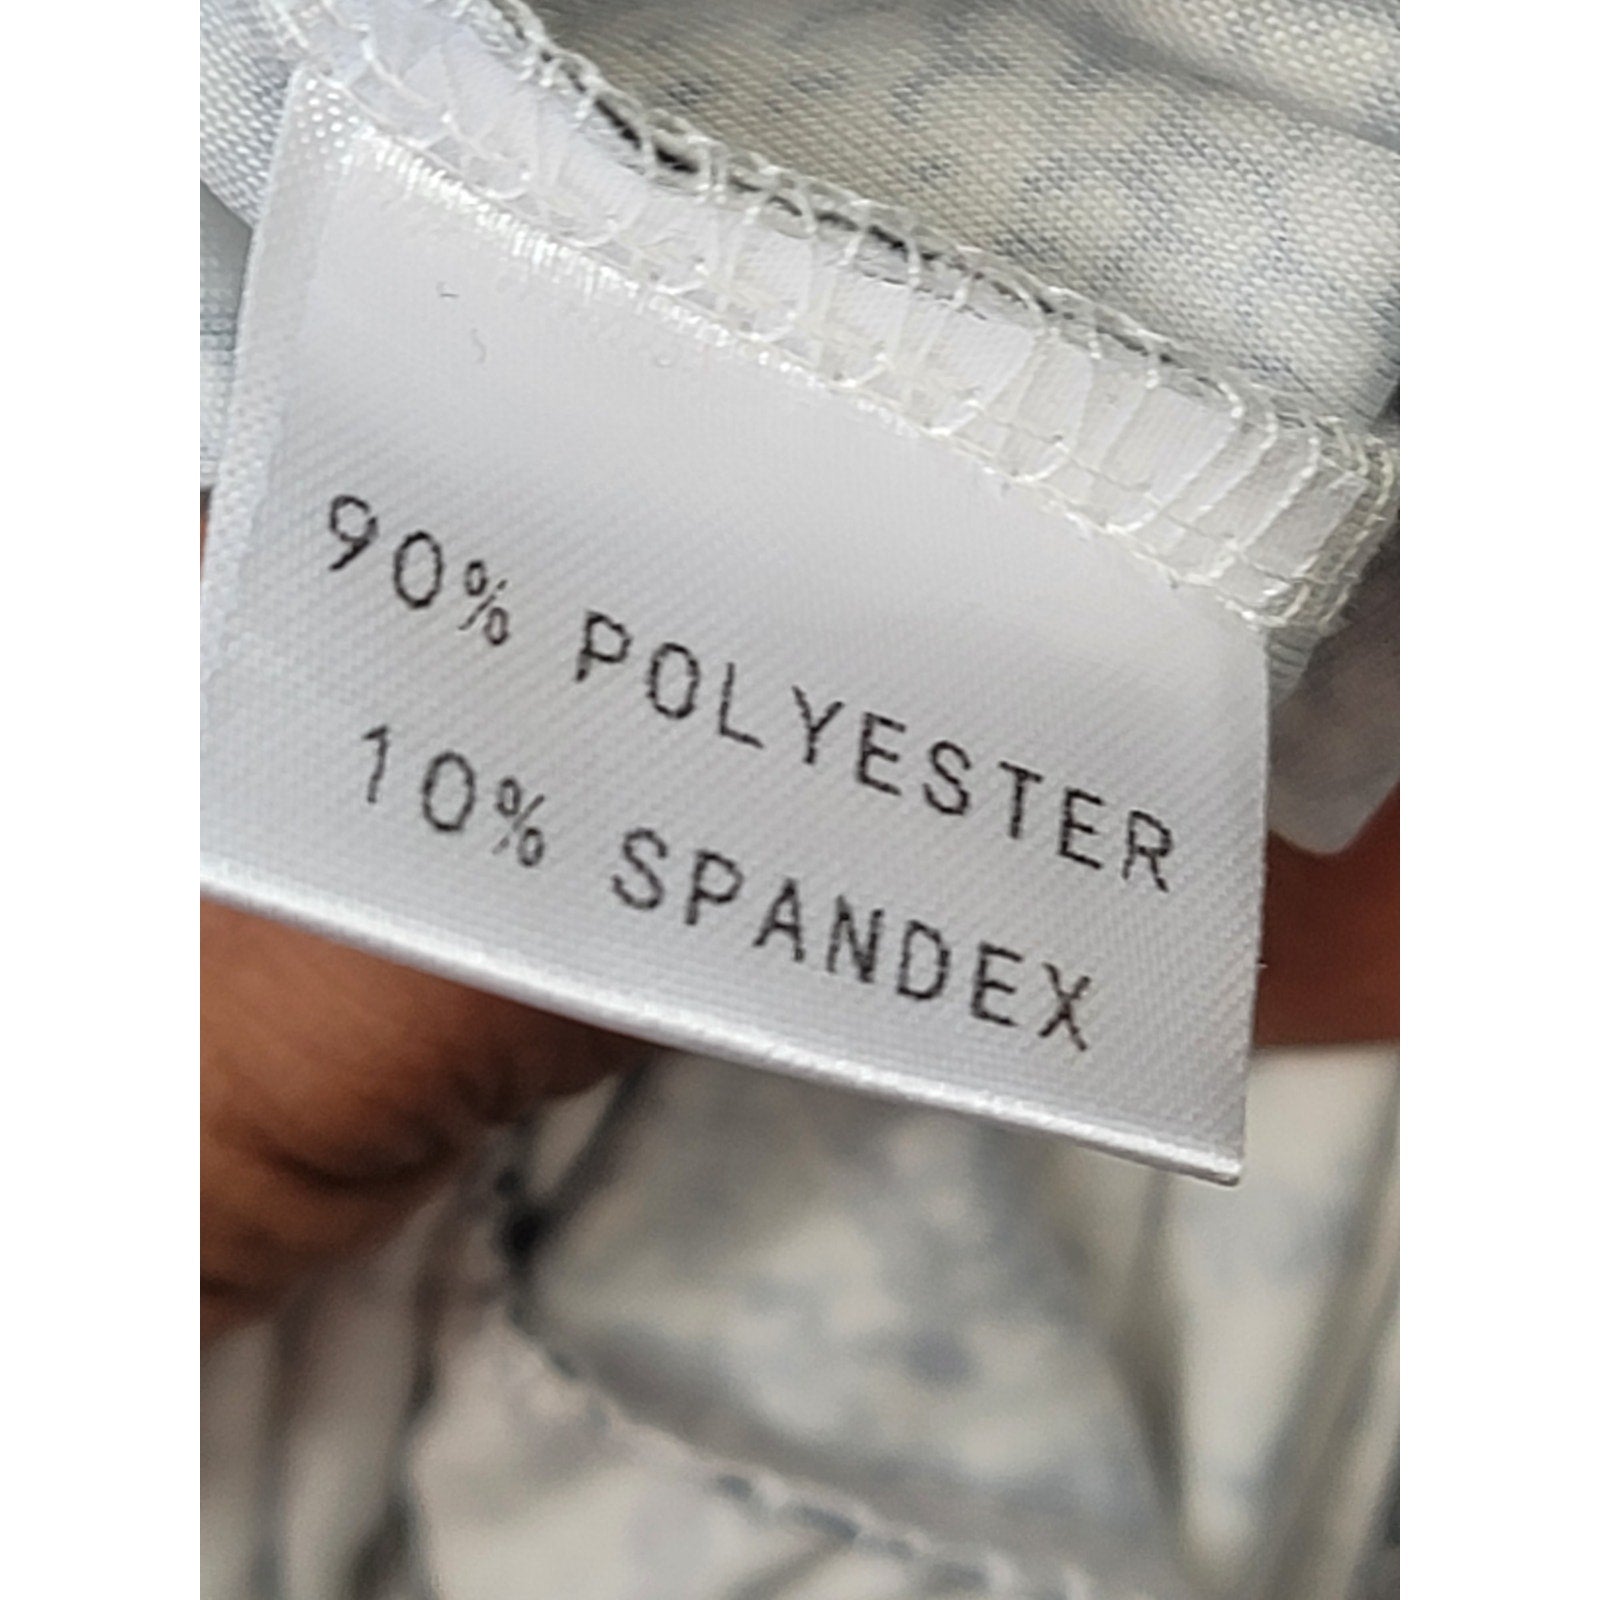 90% POLYESTER
10% SPANDEX